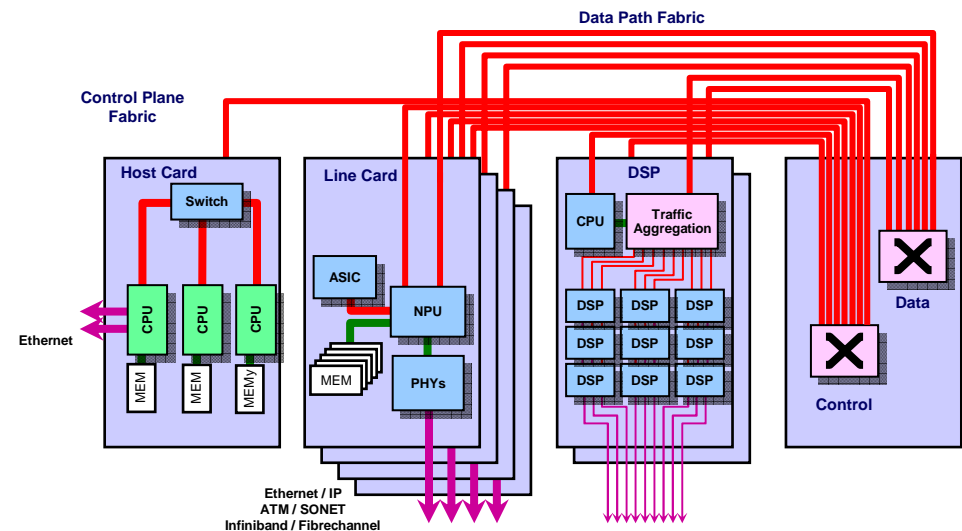 Data Path Fabric
Control Plane
Fabric
Host Card
Switch
CPU
CPU
CPU
MEM
MEM
MEMy
Ethernet
Line Card
ASIC
NPU
MEM
PHYs
Ethernet / IP
ATM / SONET
Infiniband / Fibrechannel
DSP
CPU
Traffic
Aggregation
DSP
DSP
DSP
DSP
DSP
DSP
DSP
DSP
DSP
Data
Control